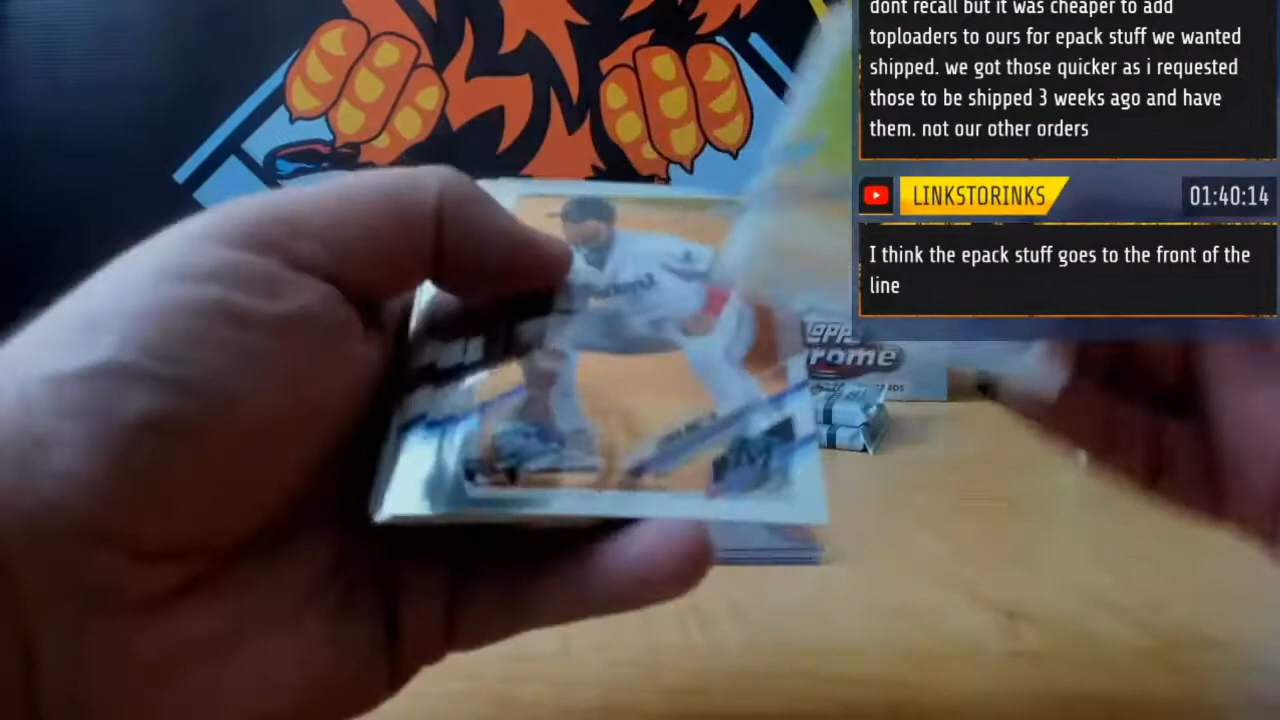 dont recall but it was cheaper to add
toploaders to ours for epack stuff we wanted
shipped. we got those quicker as i requested
those to be shipped 3 weeks ago and have
them. not our other orders
LINKSTORINKS
01:40:14
I think the epack stuff goes to the front of the
line